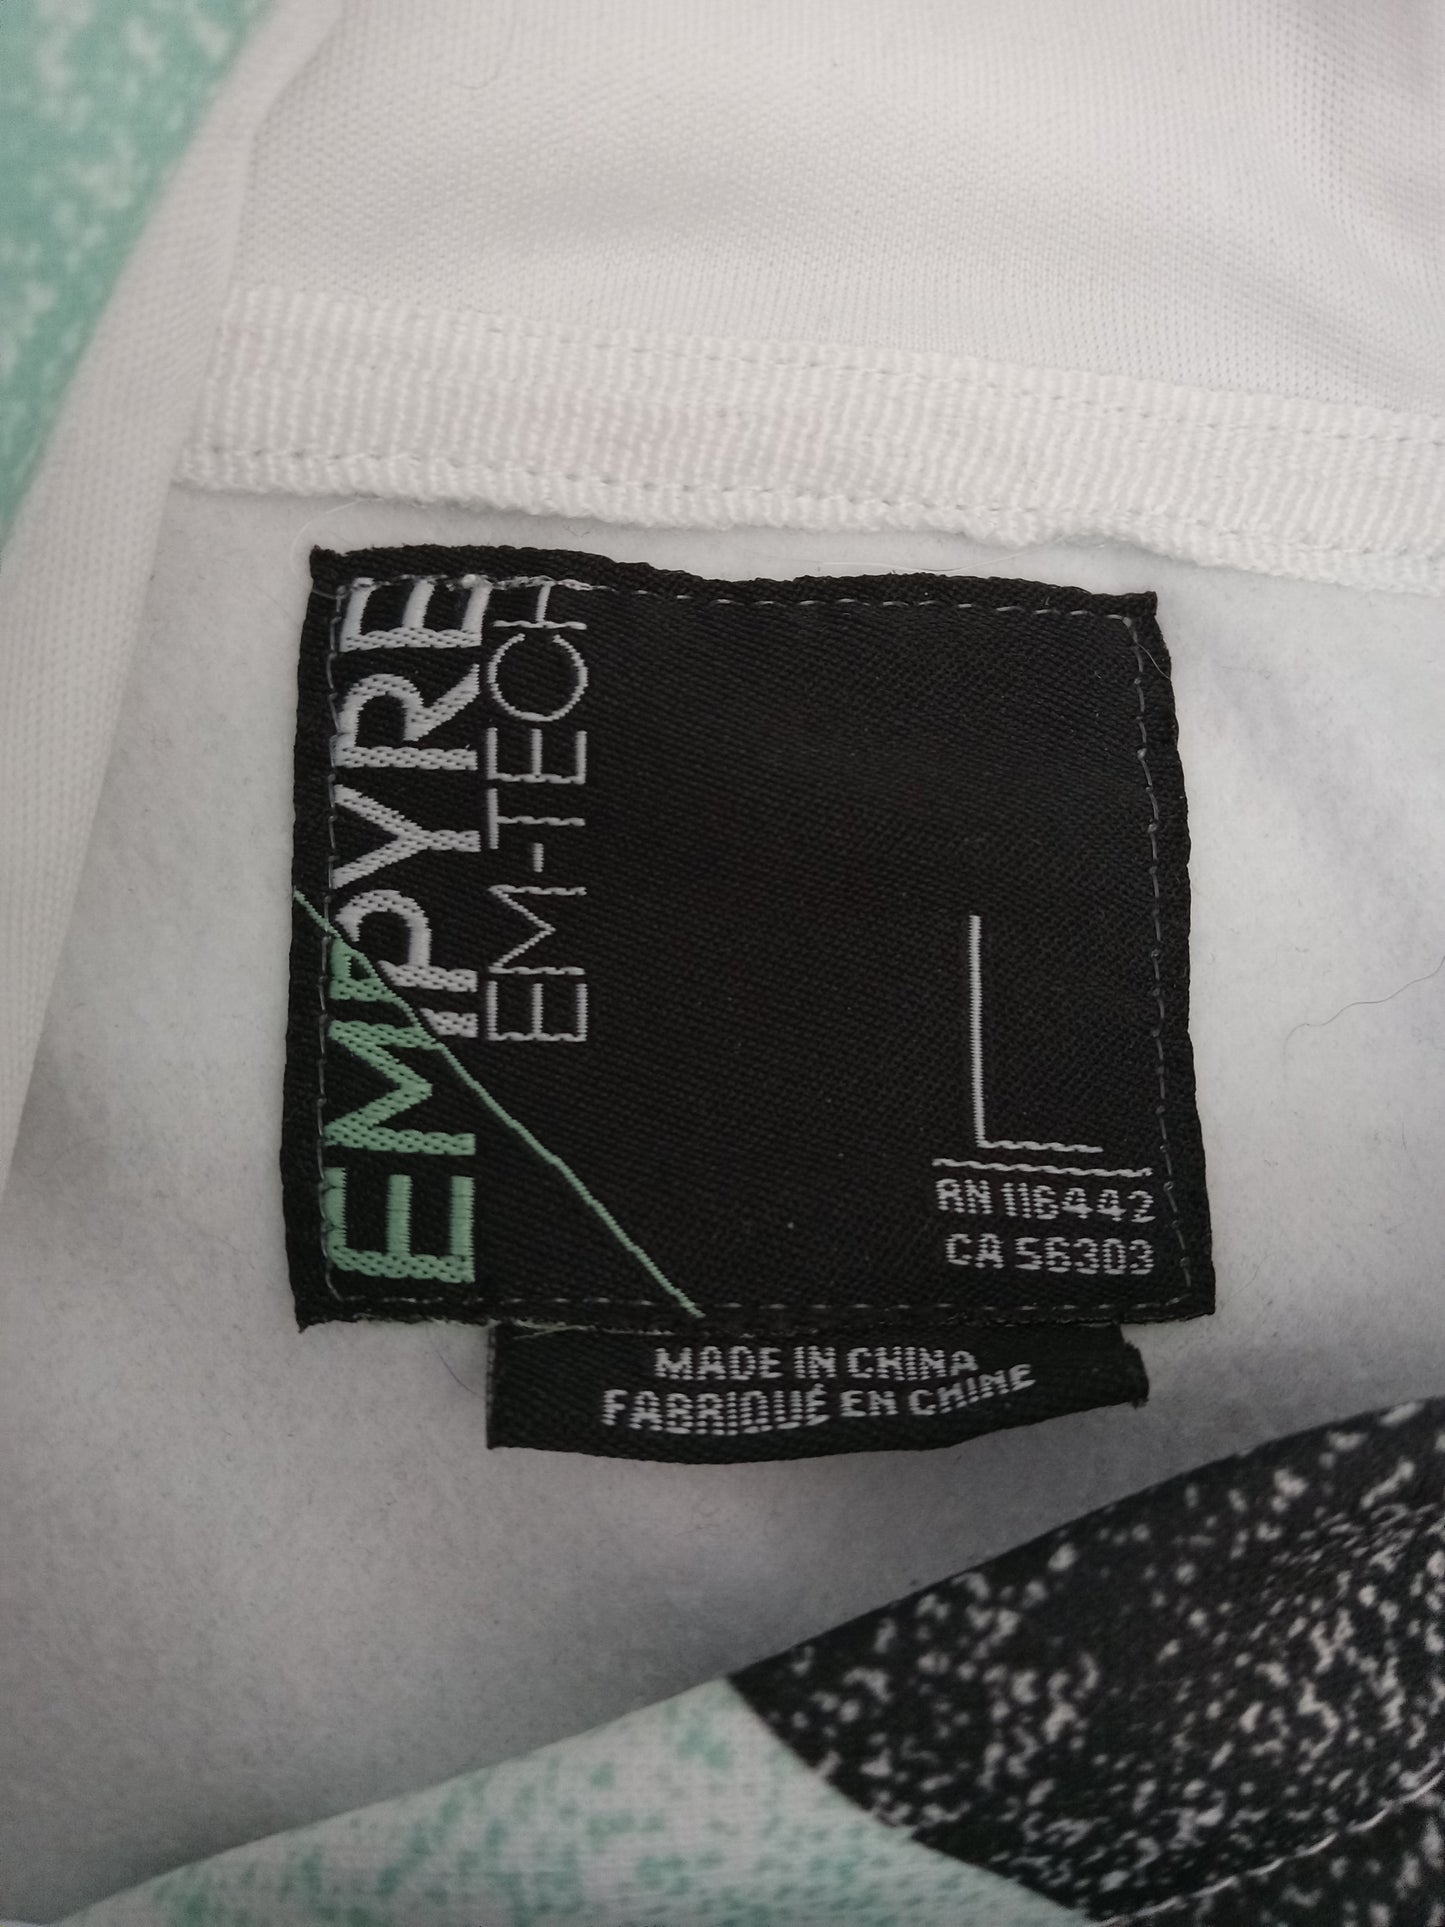 EMPYRE
EM-TECH
L
RN 116442
CA 56303
MADE IN CHINA
FABRIQUÉ EN CHINE